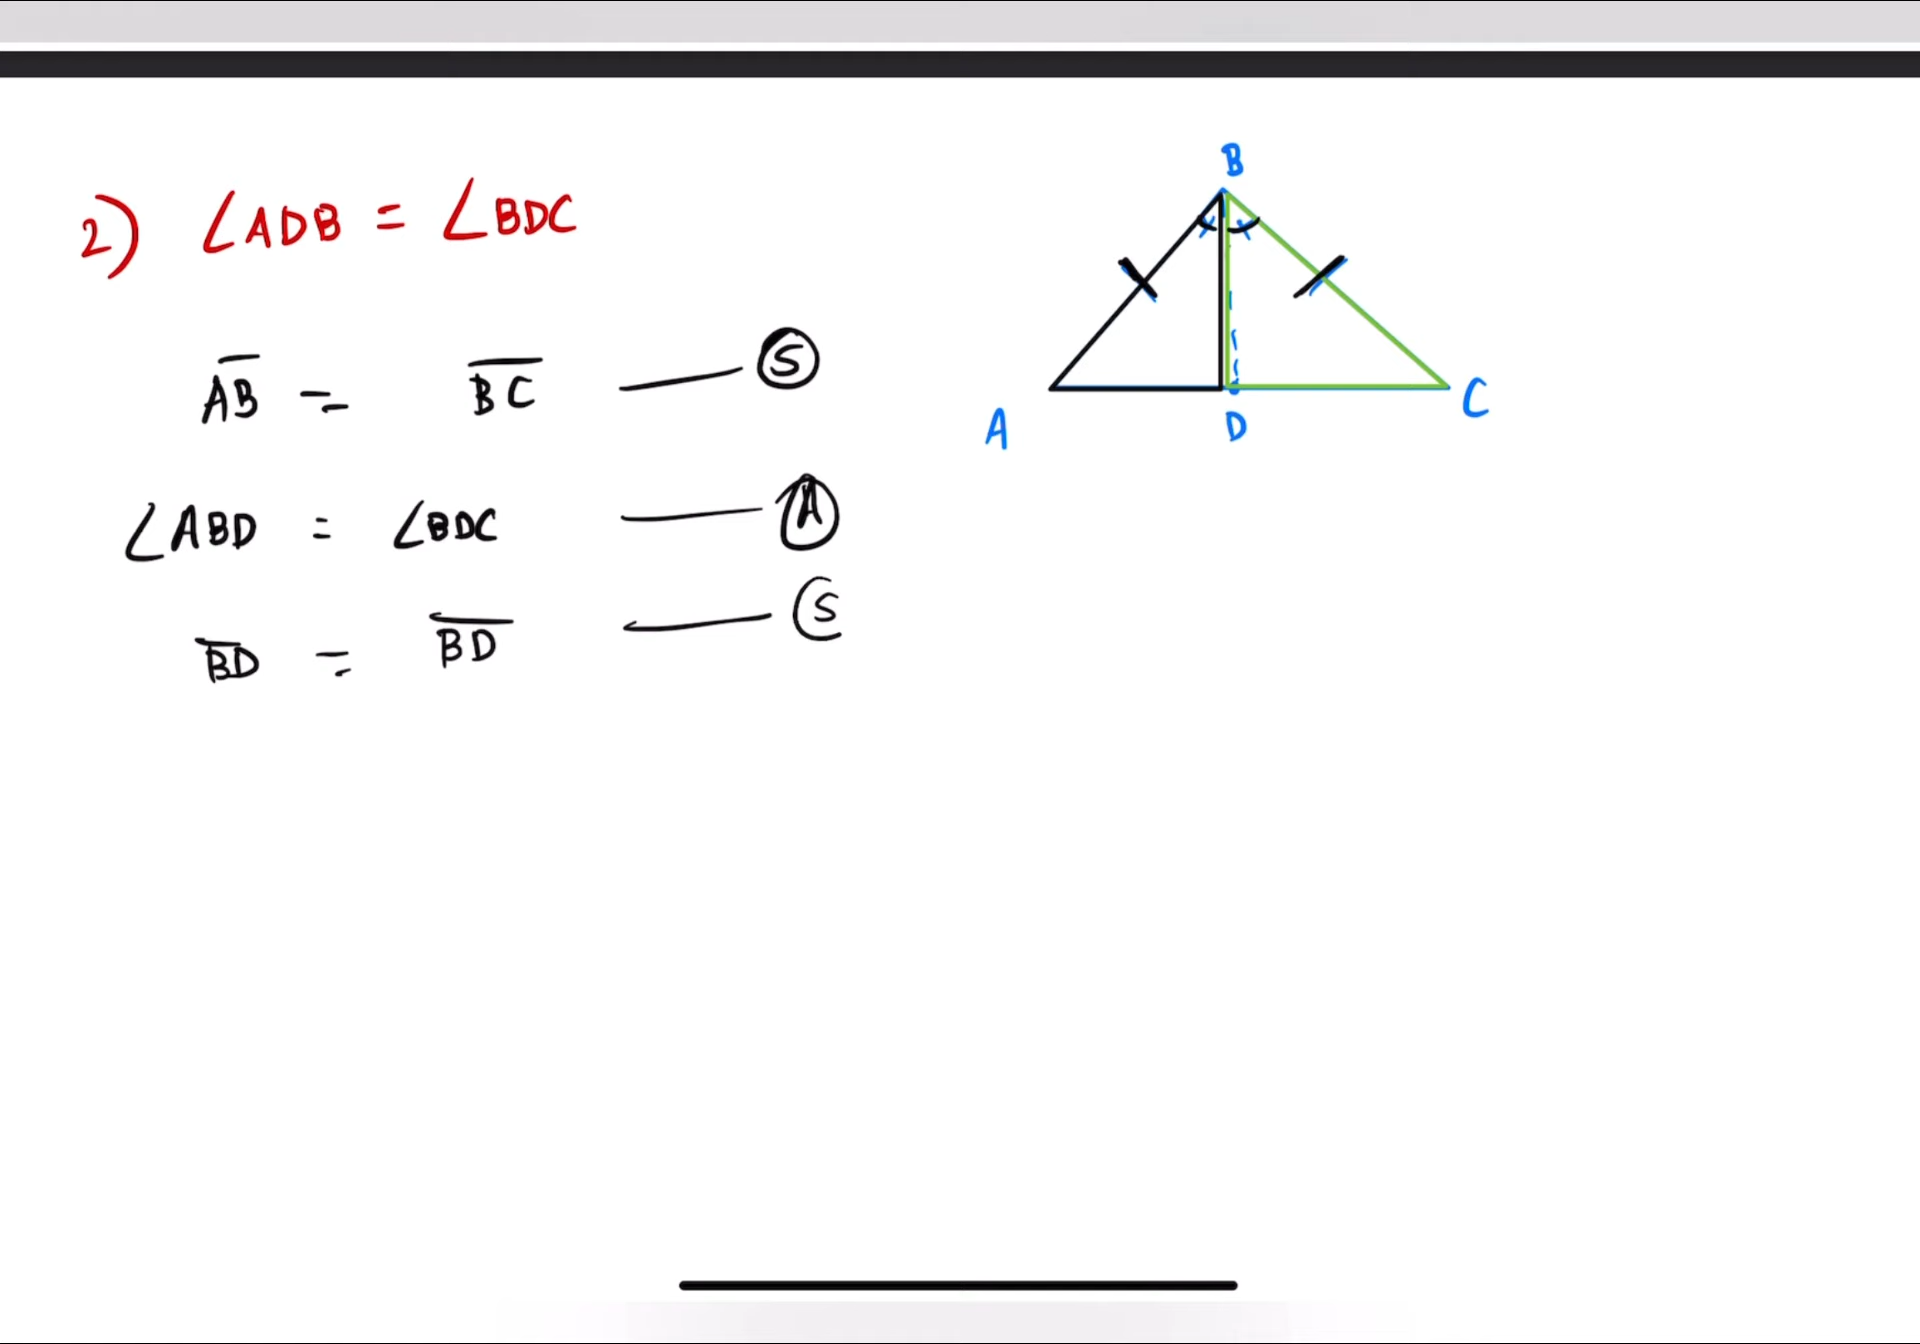 2) ∠ADB = ∠BDC
AB = BC — S
∠ABD = ∠BDC — A
BD = BD — S
B
A
D
C